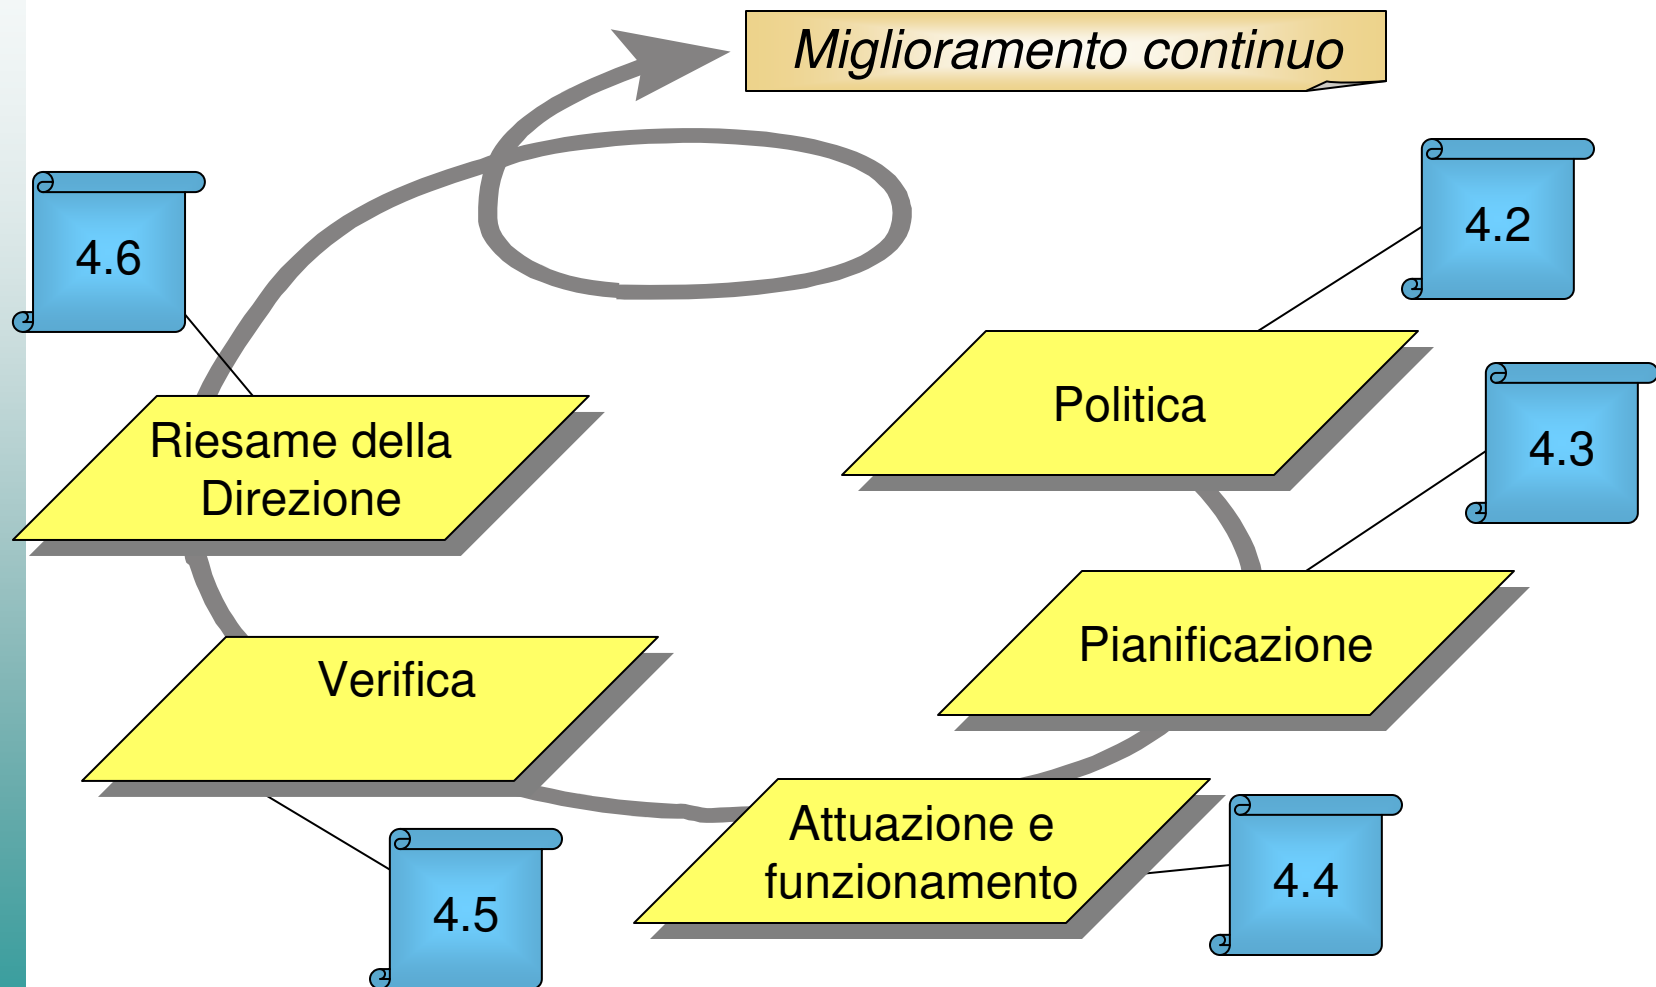 Miglioramento continuo
4.2
4.6
Politica
4.3
Riesame della
Direzione
Pianificazione
Verifica
Attuazione e
funzionamento
4.4
4.5